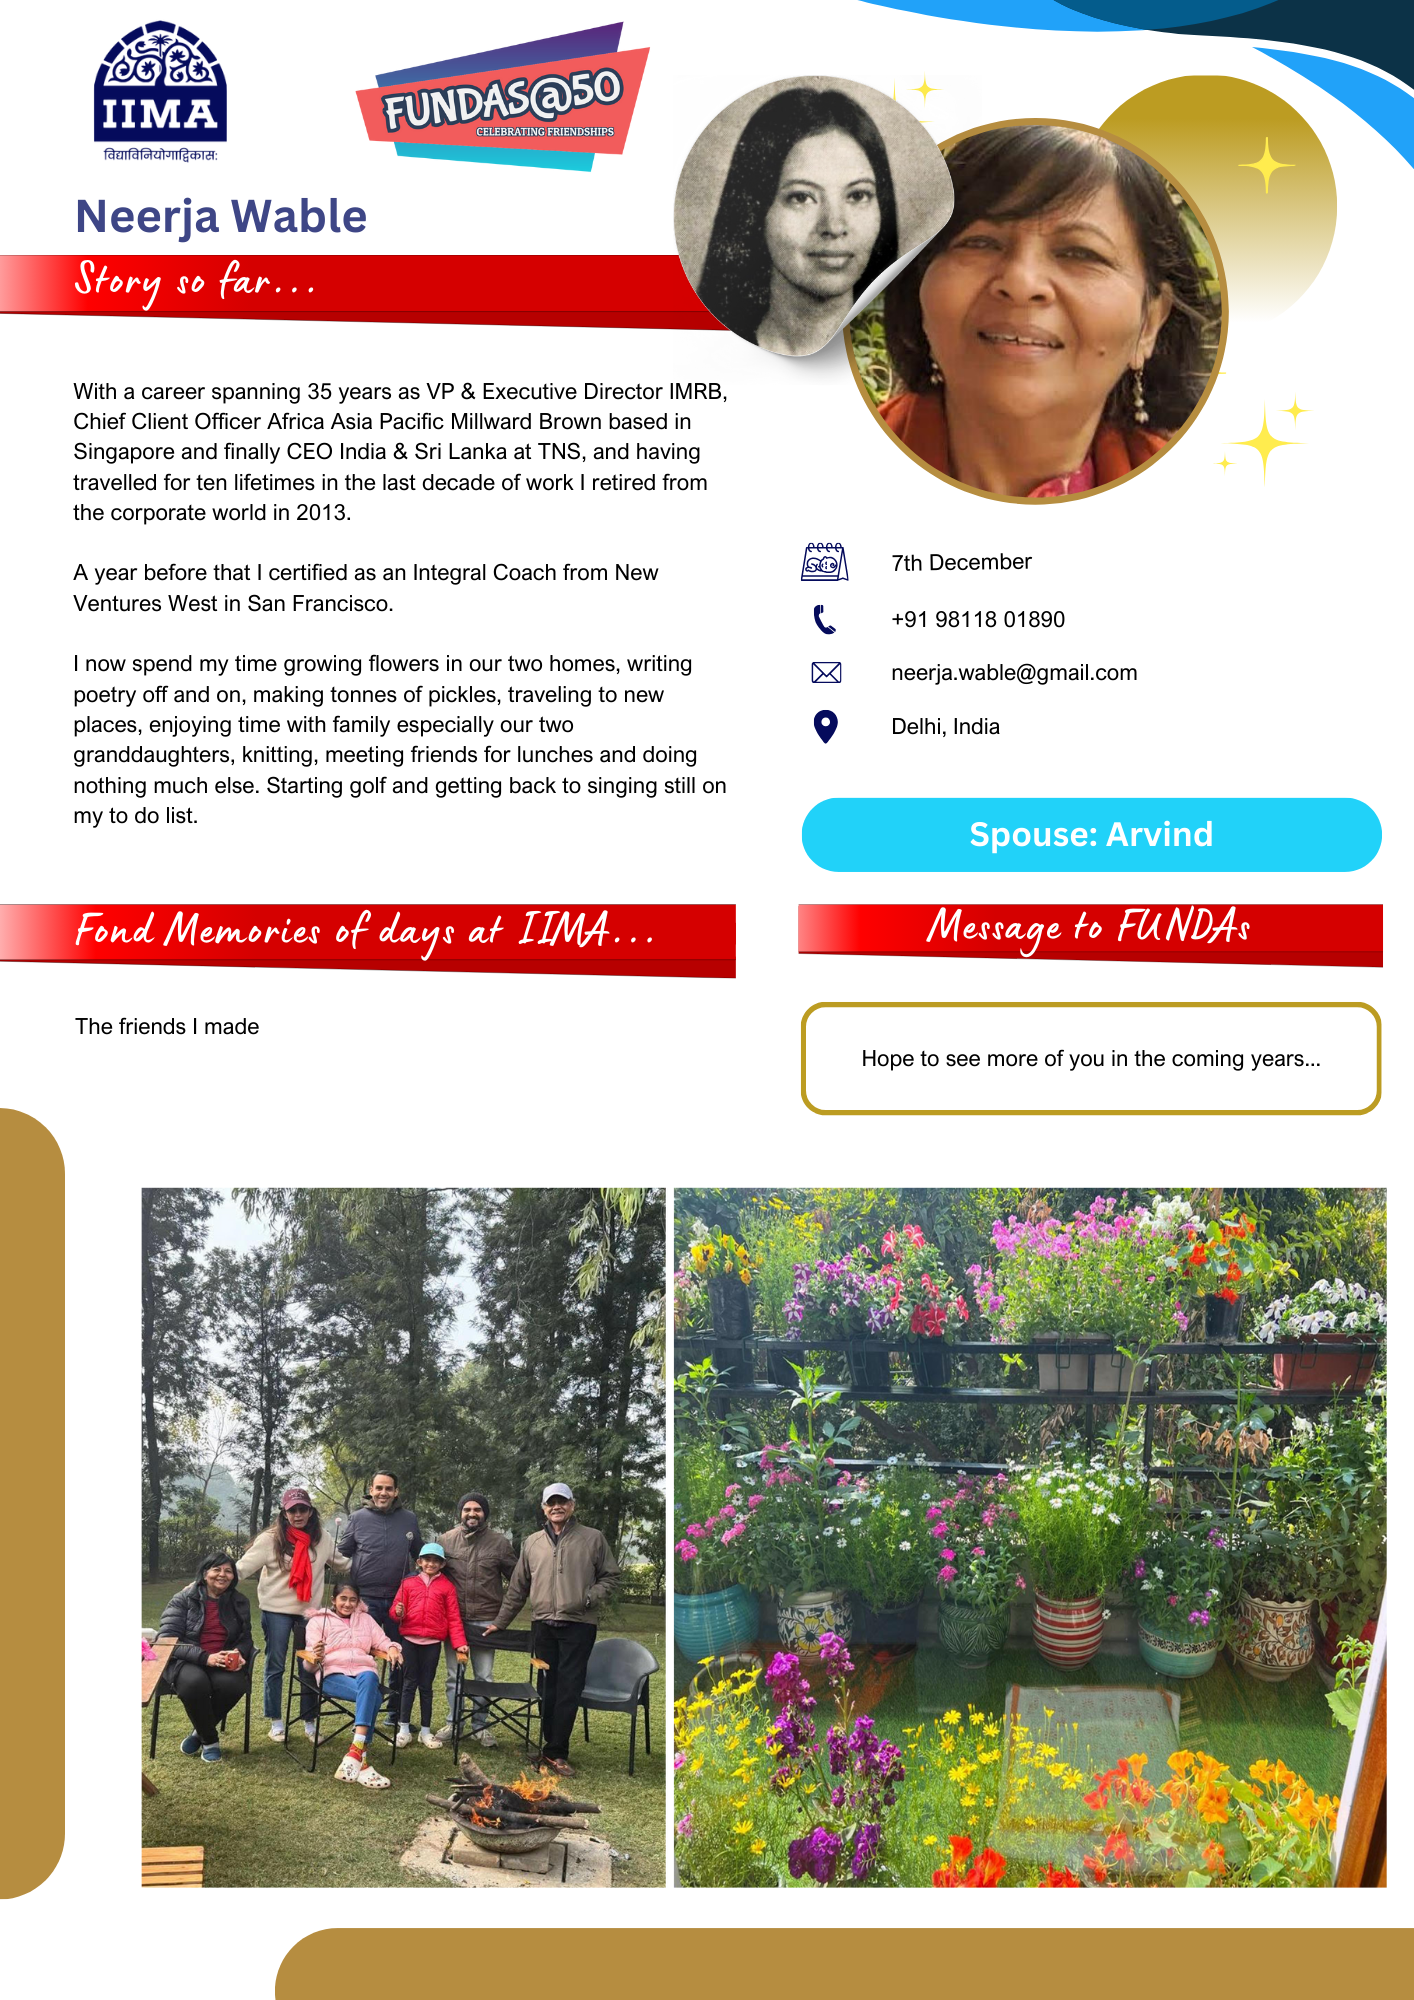 IIMA
विद्याविनियोगाद्विकास:
FUNDAS@50
CELEBRATING FRIENDSHIPS
Neerja Wable
Story so far...
With a career spanning 35 years as VP & Executive Director IMRB,
Chief Client Officer Africa Asia Pacific Millward Brown based in
Singapore and finally CEO India & Sri Lanka at TNS, and having
travelled for ten lifetimes in the last decade of work I retired from
the corporate world in 2013.
A year before that I certified as an Integral Coach from New
Ventures West in San Francisco.
I now spend my time growing flowers in our two homes, writing
poetry off and on, making tonnes of pickles, traveling to new
places, enjoying time with family especially our two
granddaughters, knitting, meeting friends for lunches and doing
nothing much else. Starting golf and getting back to singing still on
my to do list.
7th December
+91 98118 01890
neerja.wable@gmail.com
Delhi, India
Spouse: Arvind
Fond Memories of days at IIMA...
The friends I made
Message to FUNDAs
Hope to see more of you in the coming years...